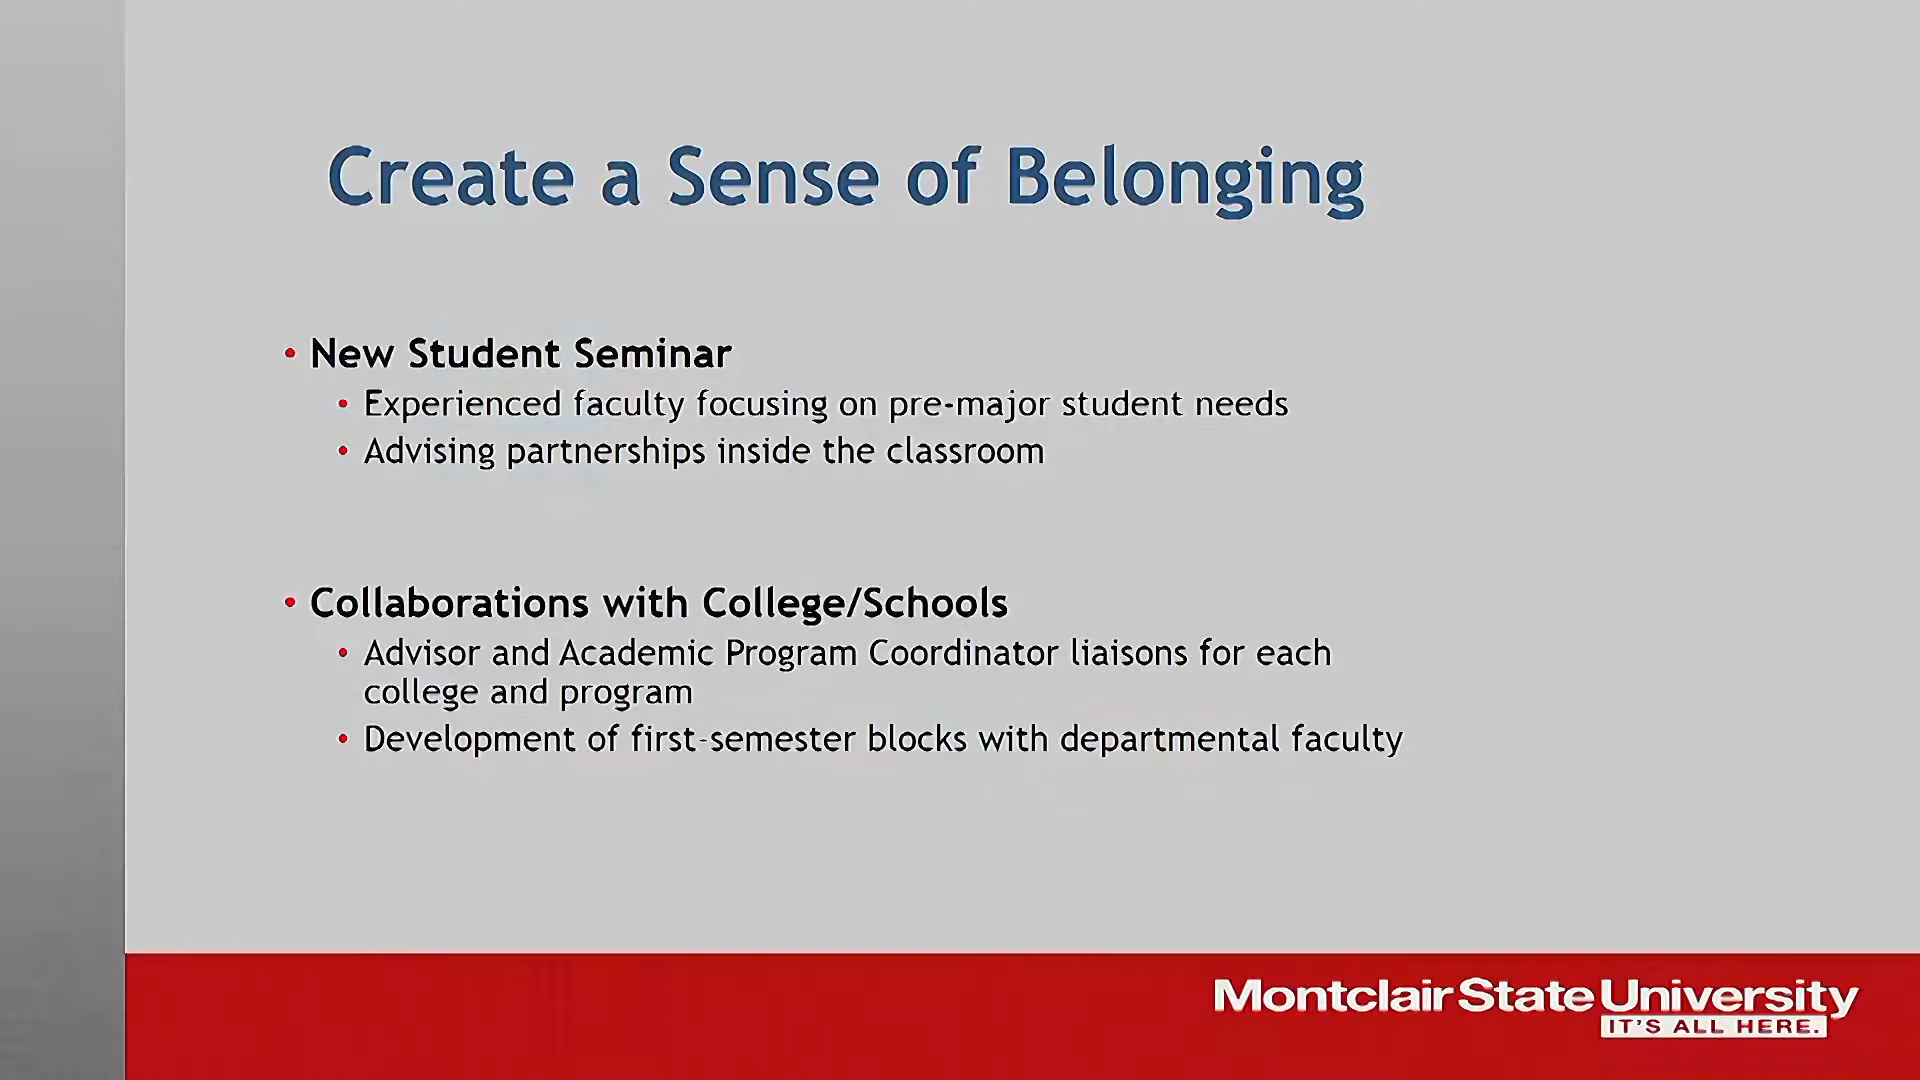 Create a Sense of Belonging
• New Student Seminar
• Experienced faculty focusing on pre-major student needs
• Advising partnerships inside the classroom
• Collaborations with College/Schools
• Advisor and Academic Program Coordinator liaisons for each
college and program
• Development of first-semester blocks with departmental faculty
Montclair State University
IT'S ALL HERE.